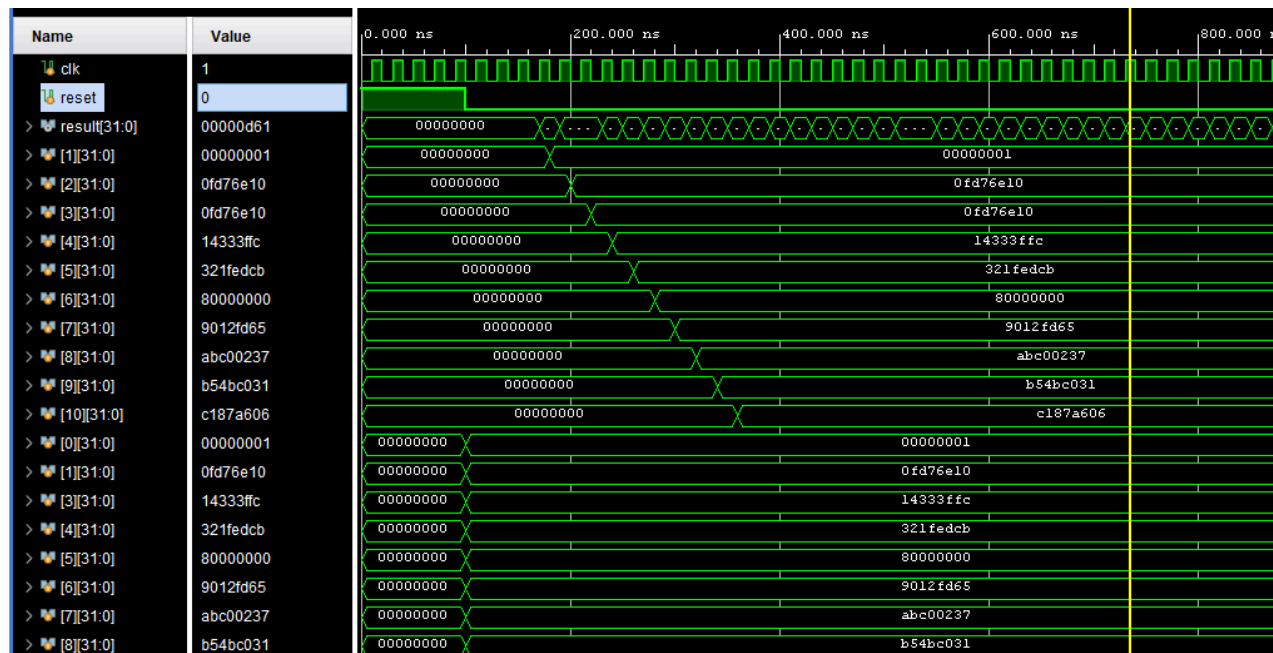 Name Value 0.000 ns 200.000 ns 400.000 ns 600.000 ns 800.000
clk 1
reset 0
> result[31:0] 00000d61 00000000 ... ...
> [1][31:0] 00000001 00000000 00000001
> [2][31:0] 0fd76e10 00000000 0fd76e10
> [3][31:0] 0fd76e10 00000000 0fd76e10
> [4][31:0] 14333ffc 00000000 14333ffc
> [5][31:0] 321fedcb 00000000 321fedcb
> [6][31:0] 80000000 00000000 80000000
> [7][31:0] 9012fd65 00000000 9012fd65
> [8][31:0] abc00237 00000000 abc00237
> [9][31:0] b54bc031 00000000 b54bc031
> [10][31:0] c187a606 00000000 c187a606
> [0][31:0] 00000001 00000000 00000001
> [1][31:0] 0fd76e10 00000000 0fd76e10
> [3][31:0] 14333ffc 00000000 14333ffc
> [4][31:0] 321fedcb 00000000 321fedcb
> [5][31:0] 80000000 00000000 80000000
> [6][31:0] 9012fd65 00000000 9012fd65
> [7][31:0] abc00237 00000000 abc00237
> [8][31:0] b54bc031 00000000 b54bc031